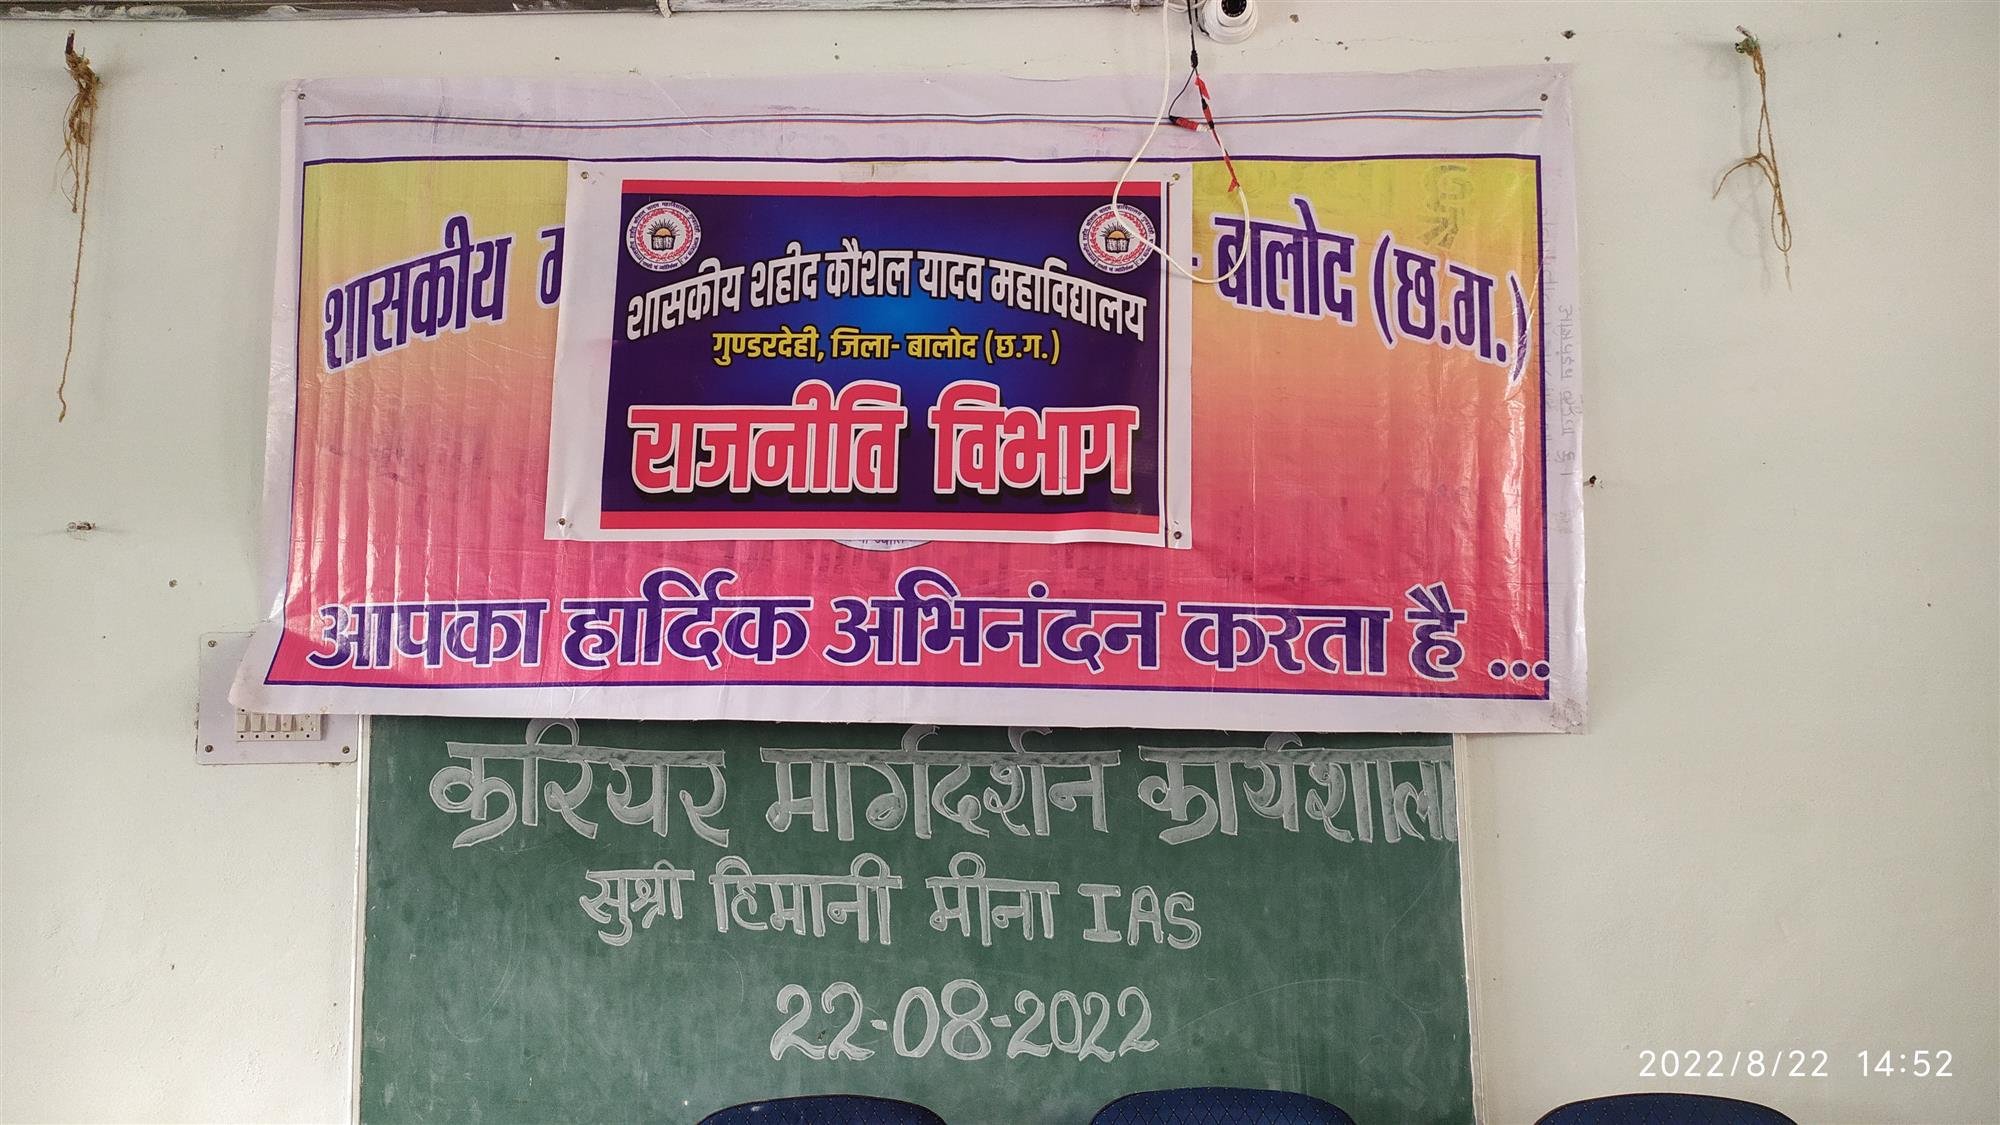 शासकीय
- बालोद (छ.ग.)
शासकीय शहीद कौशल यादव महाविद्यालय
गुण्डरदेही, जिला- बालोद (छ.ग.)
राजनीति विभाग
आपका हार्दिक अभिनंदन करता है ...
करियर मार्गदर्शन कार्यशाला
सुश्री हिमानी मीना IAS
22-08-2022
2022/8/22 14:52